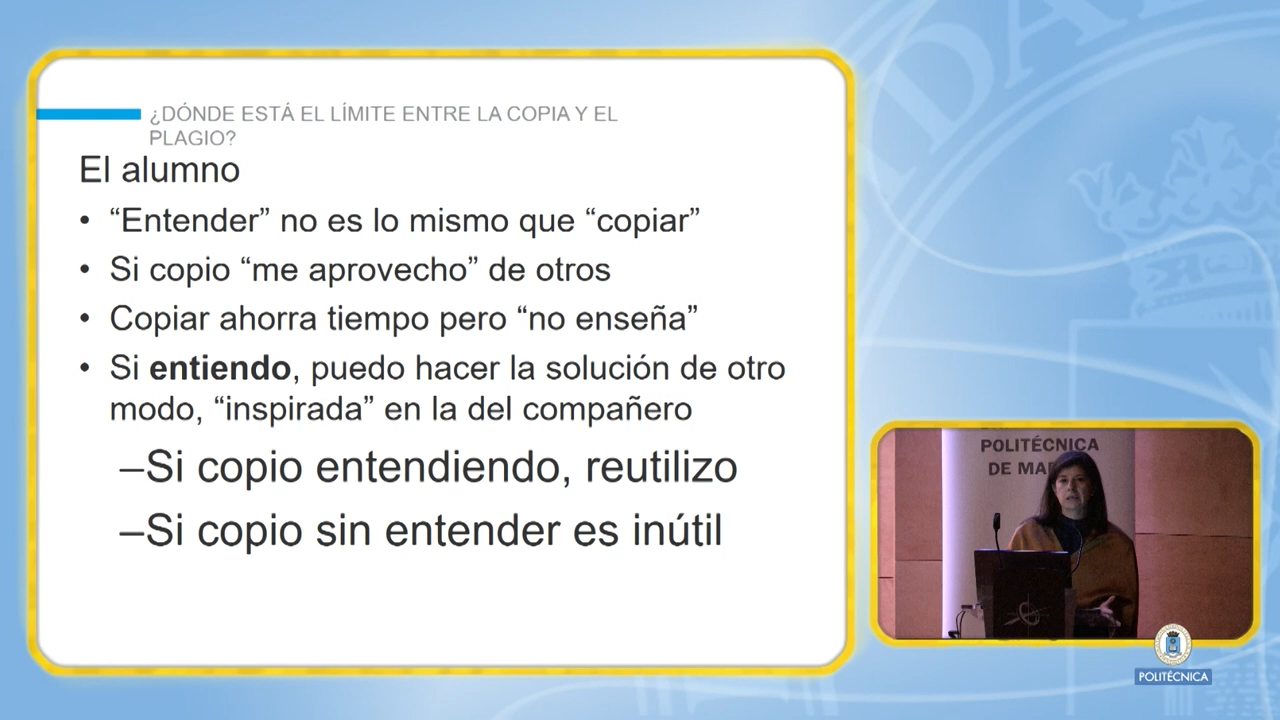 ¿DÓNDE ESTÁ EL LÍMITE ENTRE LA COPIA Y EL
PLAGIO?
El alumno
• “Entender” no es lo mismo que “copiar”
• Si copio “me aprovecho” de otros
• Copiar ahorra tiempo pero “no enseña”
• Si entiendo, puedo hacer la solución de otro
modo, “inspirada” en la del compañero
–Si copio entendiendo, reutilizo
–Si copio sin entender es inútil
POLITÉCNICA
DE MA
POLITÉCNICA